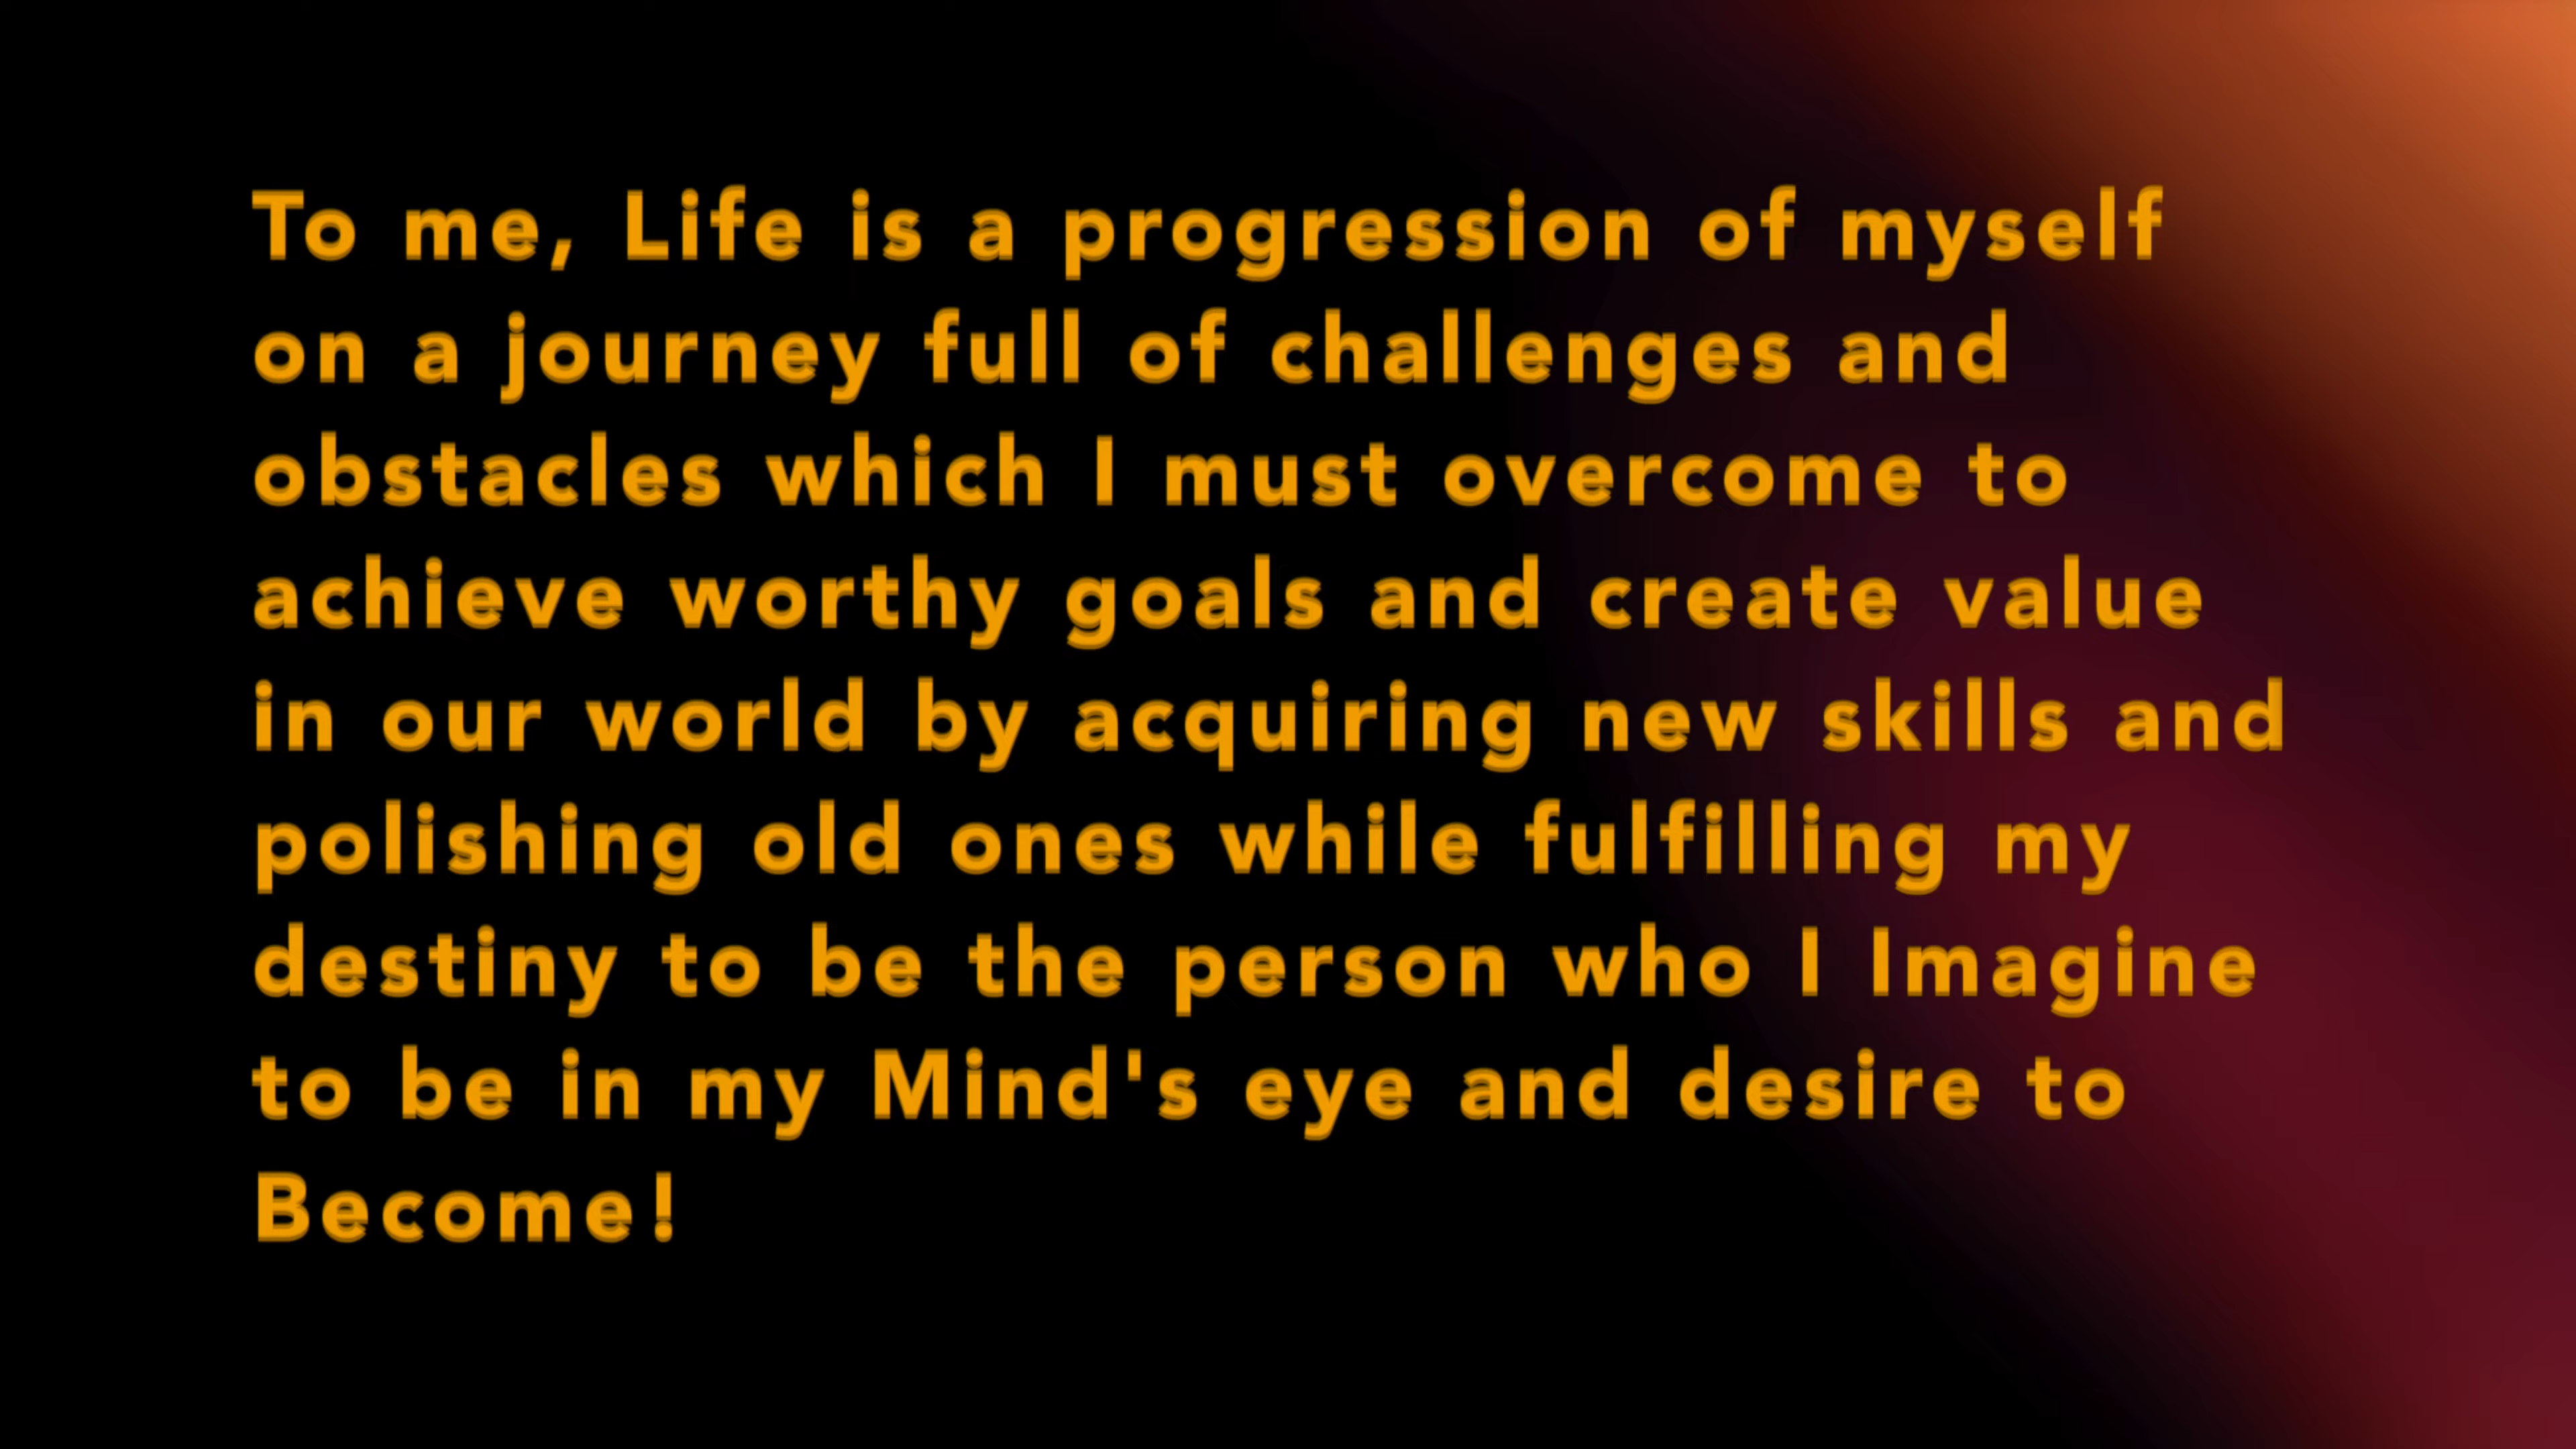 To me, Life is a progression of myself
on a journey full of challenges and
obstacles which I must overcome to
achieve worthy goals and create value
in our world by acquiring new skills and
polishing old ones while fulfilling my
destiny to be the person who I Imagine
to be in my Mind's eye and desire to
Become!